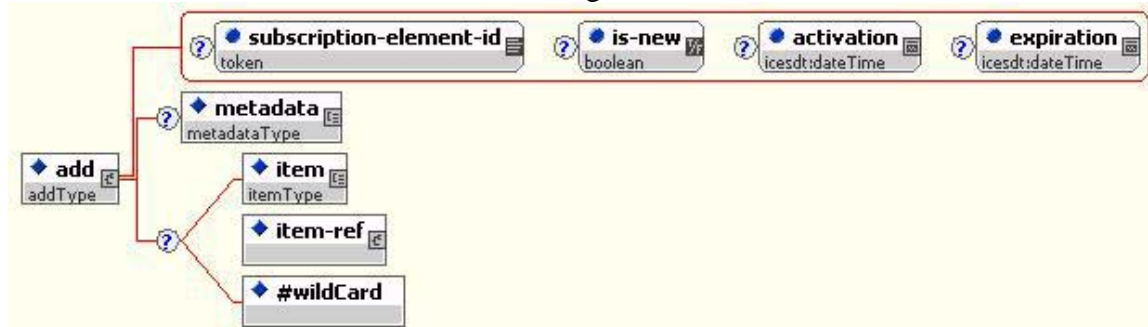 ? subscription-element-id ? is-new ? activation ? expiration
token boolean icesdt:dateTime icesdt:dateTime
? metadata
metadataType
add
addType
item
itemType
? item-ref
#wildCard